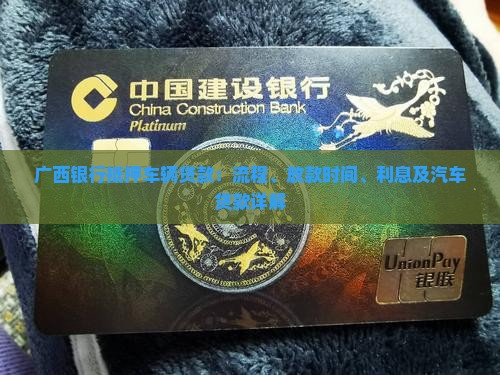 中国建设银行
China Construction Bank
Platinum
广西银行抵押车辆贷款：流程、放款时间、利息及汽车
贷款详解
UnionPay
银联